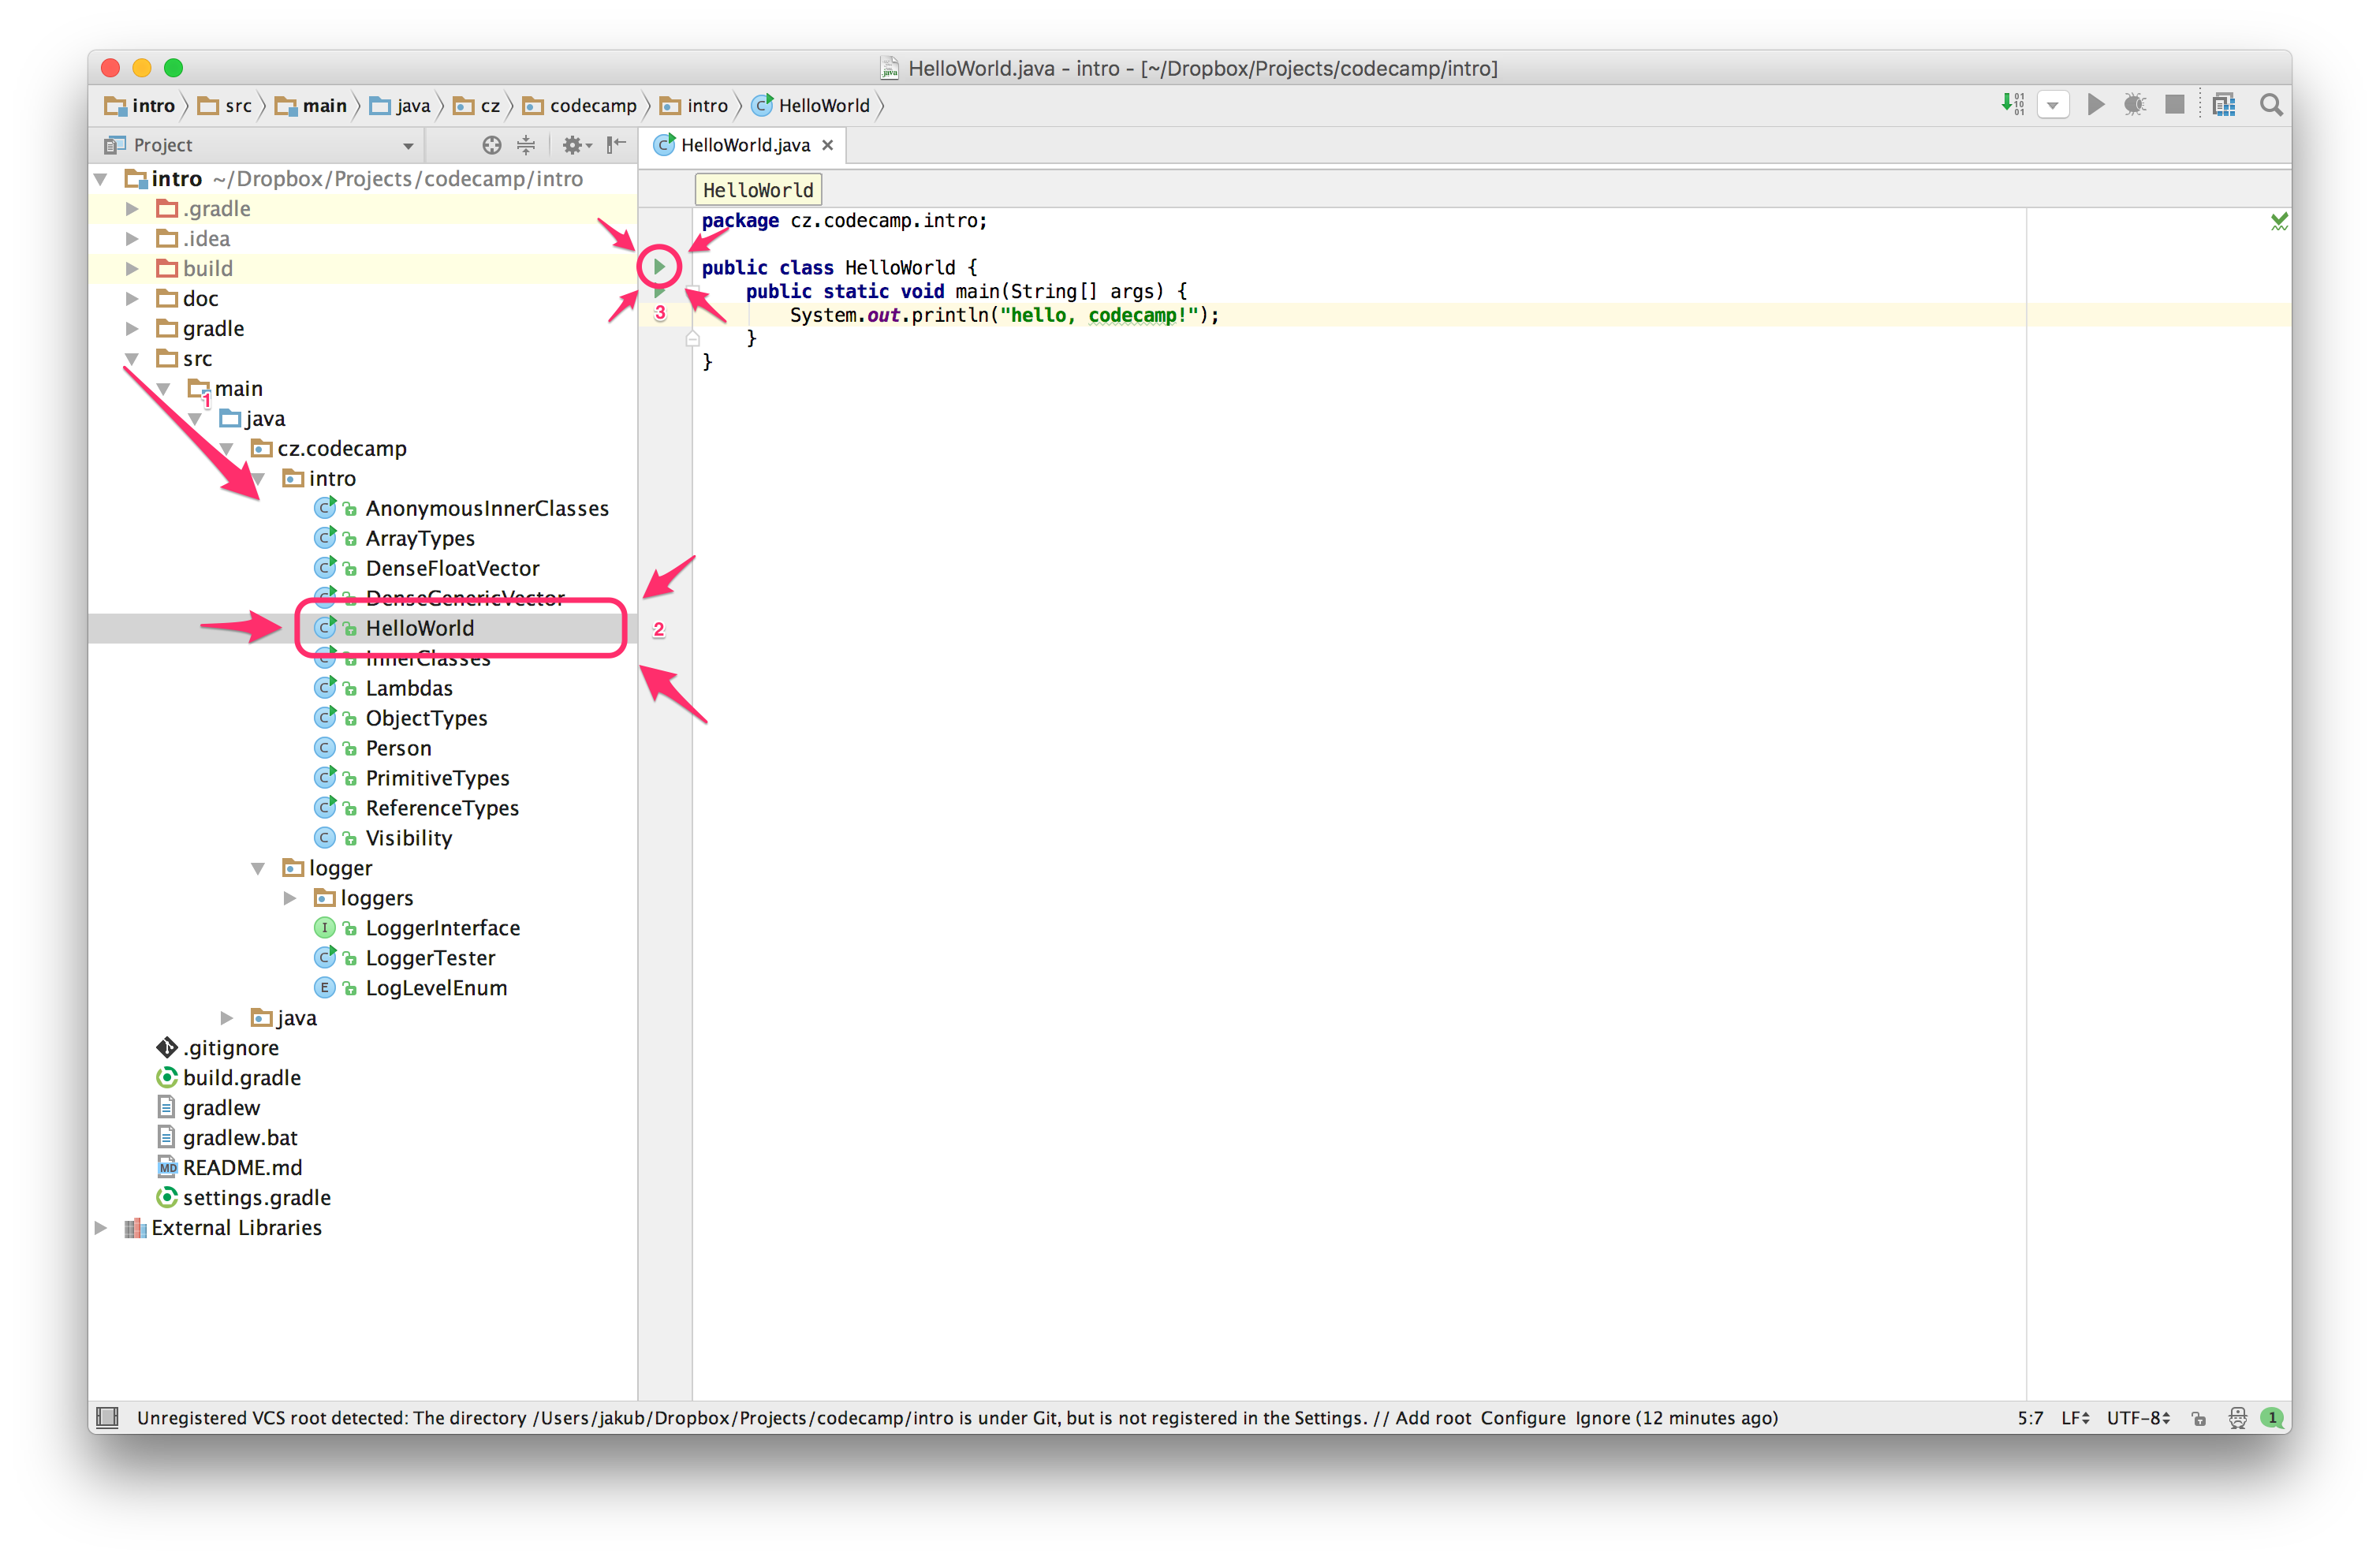 HelloWorld.java - intro - [~/Dropbox/Projects/codecamp/intro]
intro src main java cz codecamp intro HelloWorld
Project
HelloWorld.java
intro ~/Dropbox/Projects/codecamp/intro
.gradle
.idea
build
doc
gradle
src
main
1
java
cz.codecamp
intro
AnonymousInnerClasses
ArrayTypes
DenseFloatVector
DenseGenericVector
HelloWorld
2
InnerClasses
Lambdas
ObjectTypes
Person
PrimitiveTypes
ReferenceTypes
Visibility
logger
loggers
LoggerInterface
LoggerTester
LogLevelEnum
java
.gitignore
build.gradle
gradlew
gradlew.bat
README.md
settings.gradle
External Libraries
HelloWorld
package cz.codecamp.intro;
public class HelloWorld {
public static void main(String[] args) {
3
System.out.println("hello, codecamp!");
}
}
Unregistered VCS root detected: The directory /Users/jakub/Dropbox/Projects/codecamp/intro is under Git, but is not registered in the Settings. // Add root Configure Ignore (12 minutes ago)
5:7 LF UTF-8 1